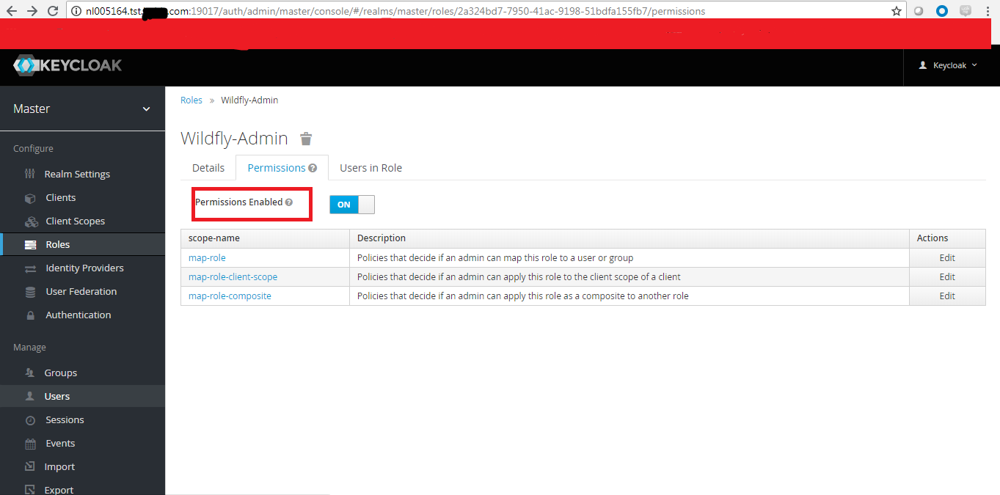 nl005164.tst. .com:19017/auth/admin/master/console/#/realms/master/roles/2a324bd7-7950-41ac-9198-51bdfa155fb7/permissions
KEYCLOAK
Keycloak
Master
Roles » Wildfly-Admin
Wildfly-Admin
Configure
Details Permissions Users in Role
Realm Settings
Clients
Permissions Enabled ON
Client Scopes
scope-name Description Actions
Roles
map-role Policies that decide if an admin can map this role to a user or group Edit
Identity Providers
map-role-client-scope Policies that decide if an admin can apply this role to the client scope of a client Edit
User Federation
map-role-composite Policies that decide if an admin can apply this role as a composite to another role Edit
Authentication
Manage
Groups
Users
Sessions
Events
Import
Export